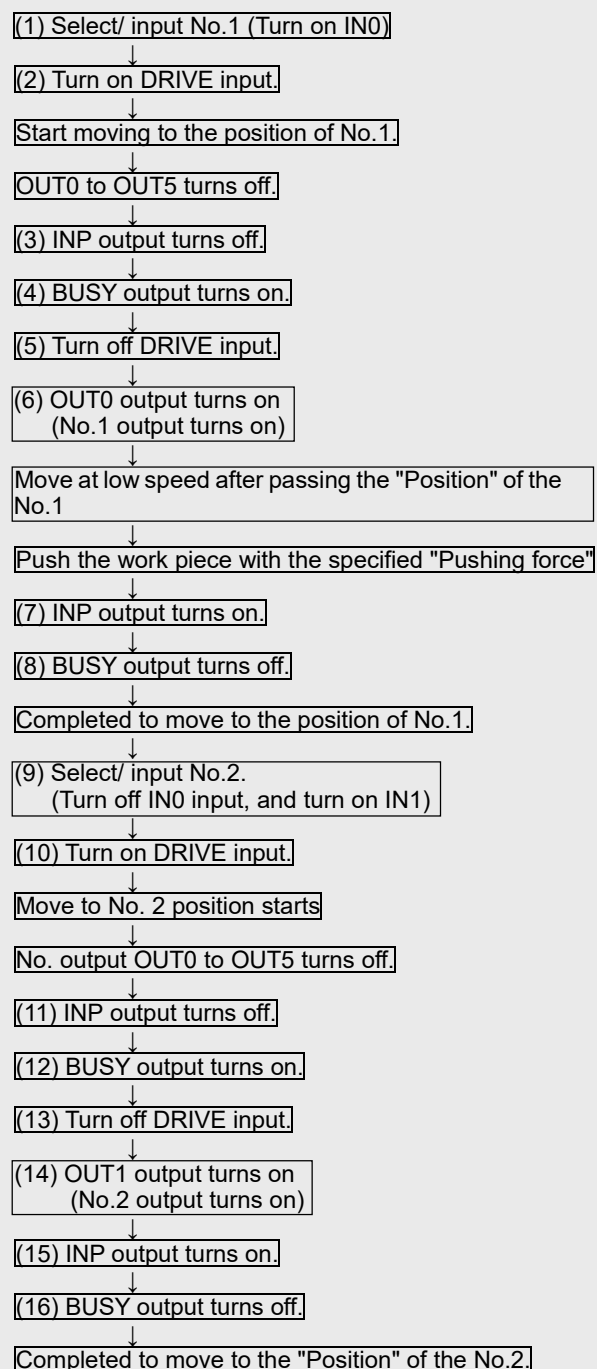 (1) Select/ input No.1 (Turn on IN0)
↓
(2) Turn on DRIVE input.
↓
Start moving to the position of No.1.
↓
OUT0 to OUT5 turns off.
↓
(3) INP output turns off.
↓
(4) BUSY output turns on.
↓
(5) Turn off DRIVE input.
↓
(6) OUT0 output turns on
(No.1 output turns on)
↓
Move at low speed after passing the "Position" of the
No.1
↓
Push the work piece with the specified "Pushing force"
↓
(7) INP output turns on.
↓
(8) BUSY output turns off.
↓
Completed to move to the position of No.1.
↓
(9) Select/ input No.2.
(Turn off IN0 input, and turn on IN1)
↓
(10) Turn on DRIVE input.
↓
Move to No. 2 position starts
↓
No. output OUT0 to OUT5 turns off.
↓
(11) INP output turns off.
↓
(12) BUSY output turns on.
↓
(13) Turn off DRIVE input.
↓
(14) OUT1 output turns on
(No.2 output turns on)
↓
(15) INP output turns on.
↓
(16) BUSY output turns off.
↓
Completed to move to the "Position" of the No.2.